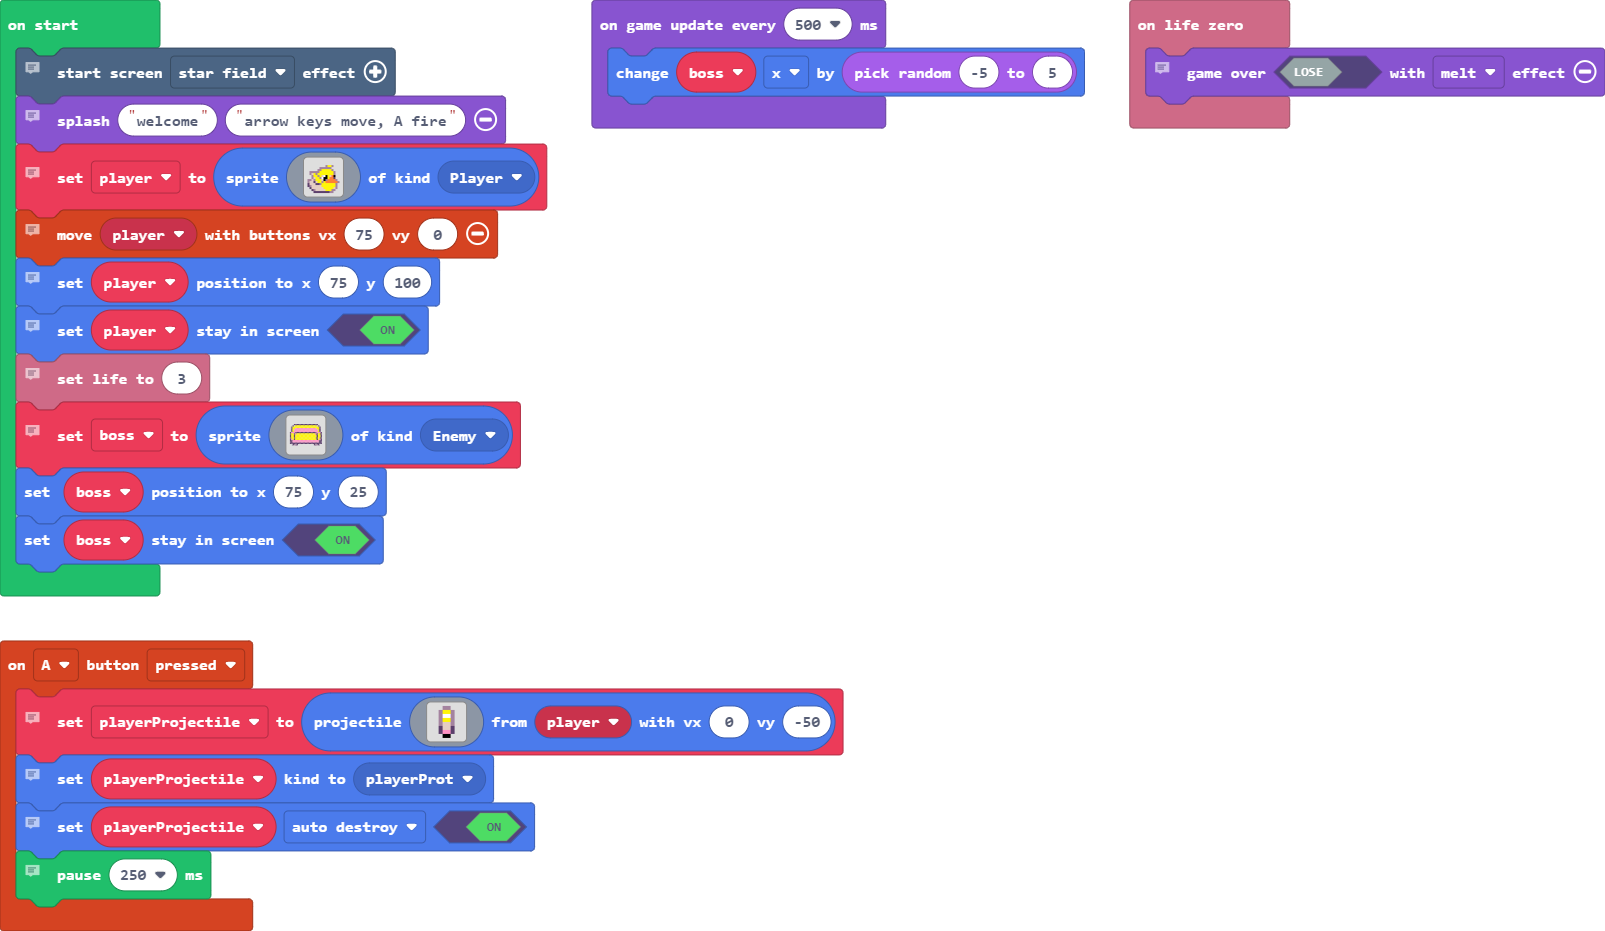 on start
start screen star field effect
splash "welcome" "arrow keys move, A fire"
set player to sprite of kind Player
move player with buttons vx 75 vy 0
set player position to x 75 y 100
set player stay in screen ON
set life to 3
set boss to sprite of kind Enemy
set boss position to x 75 y 25
set boss stay in screen ON
on game update every 500 ms
change boss x by pick random -5 to 5
on life zero
game over LOSE with melt effect
on A button pressed
set playerProjectile to projectile from player with vx 0 vy -50
set playerProjectile kind to playerProt
set playerProjectile auto destroy ON
pause 250 ms